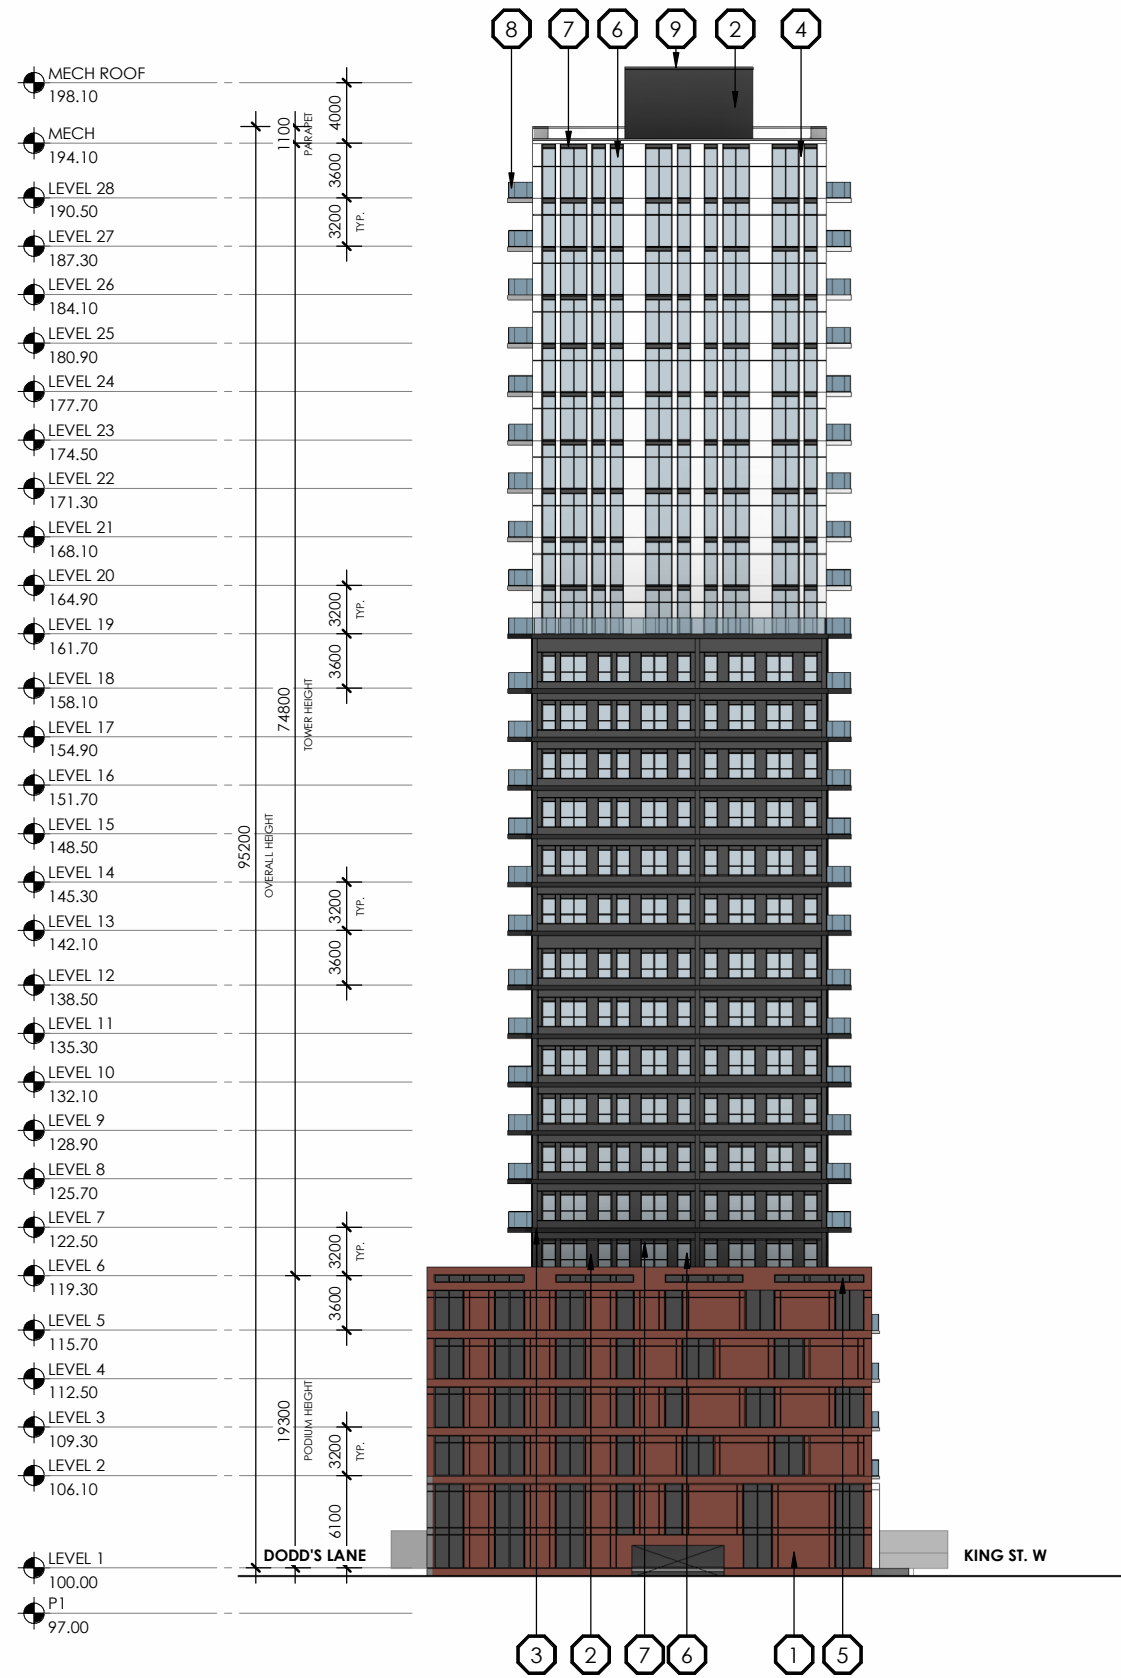 8 7 6 9 2 4
MECH ROOF
198.10
4000
MECH
194.10
1100
PARAPET
3600
LEVEL 28
190.50
3200
TYP.
LEVEL 27
187.30
LEVEL 26
184.10
LEVEL 25
180.90
LEVEL 24
177.70
LEVEL 23
174.50
LEVEL 22
171.30
LEVEL 21
168.10
LEVEL 20
164.90
3200
TYP.
LEVEL 19
161.70
3600
LEVEL 18
158.10
74800
TOWER HEIGHT
LEVEL 17
154.90
LEVEL 16
151.70
LEVEL 15
148.50
95200
OVERALL HEIGHT
LEVEL 14
145.30
3200
TYP.
LEVEL 13
142.10
3600
LEVEL 12
138.50
LEVEL 11
135.30
LEVEL 10
132.10
LEVEL 9
128.90
LEVEL 8
125.70
LEVEL 7
122.50
3200
TYP.
LEVEL 6
119.30
3600
LEVEL 5
115.70
LEVEL 4
112.50
LEVEL 3
109.30
19300
PODIUM HEIGHT
3200
TYP.
LEVEL 2
106.10
6100
LEVEL 1
100.00
DODD'S LANE
KING ST. W
P1
97.00
3 2 7 6 1 5